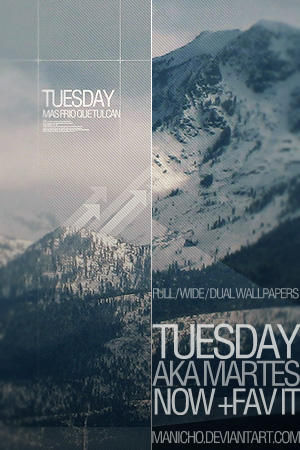 TUESDAY
MAS FRIO QUE TULCAN
FULL / WIDE / DUAL WALLPAPERS
TUESDAY
AKA MARTES
NOW +FAV IT
MANICHO.DEVIANTART.COM